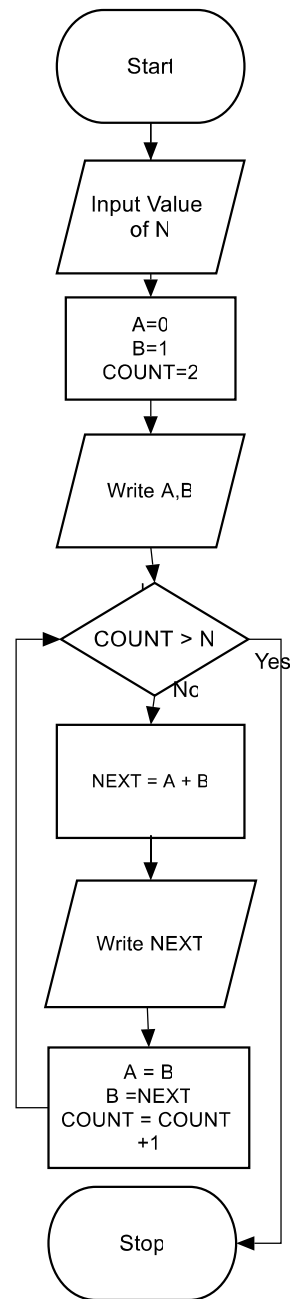 Start
Input Value
of N
A=0
B=1
COUNT=2
Write A,B
COUNT > N
Yes
No
NEXT = A + B
Write NEXT
A = B
B =NEXT
COUNT = COUNT
+1
Stop